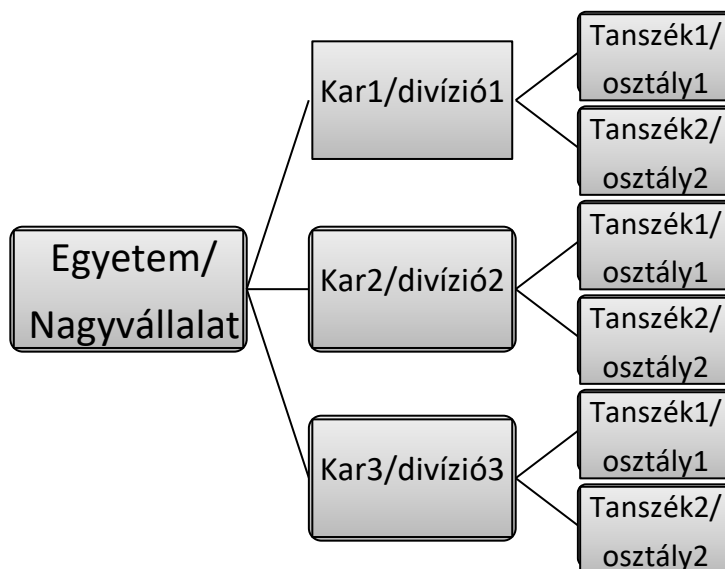 Egyetem/
Nagyvállalat
Kar1/divízió1
Tanszék1/
osztály1
Tanszék2/
osztály2
Kar2/divízió2
Tanszék1/
osztály1
Tanszék2/
osztály2
Kar3/divízió3
Tanszék1/
osztály1
Tanszék2/
osztály2